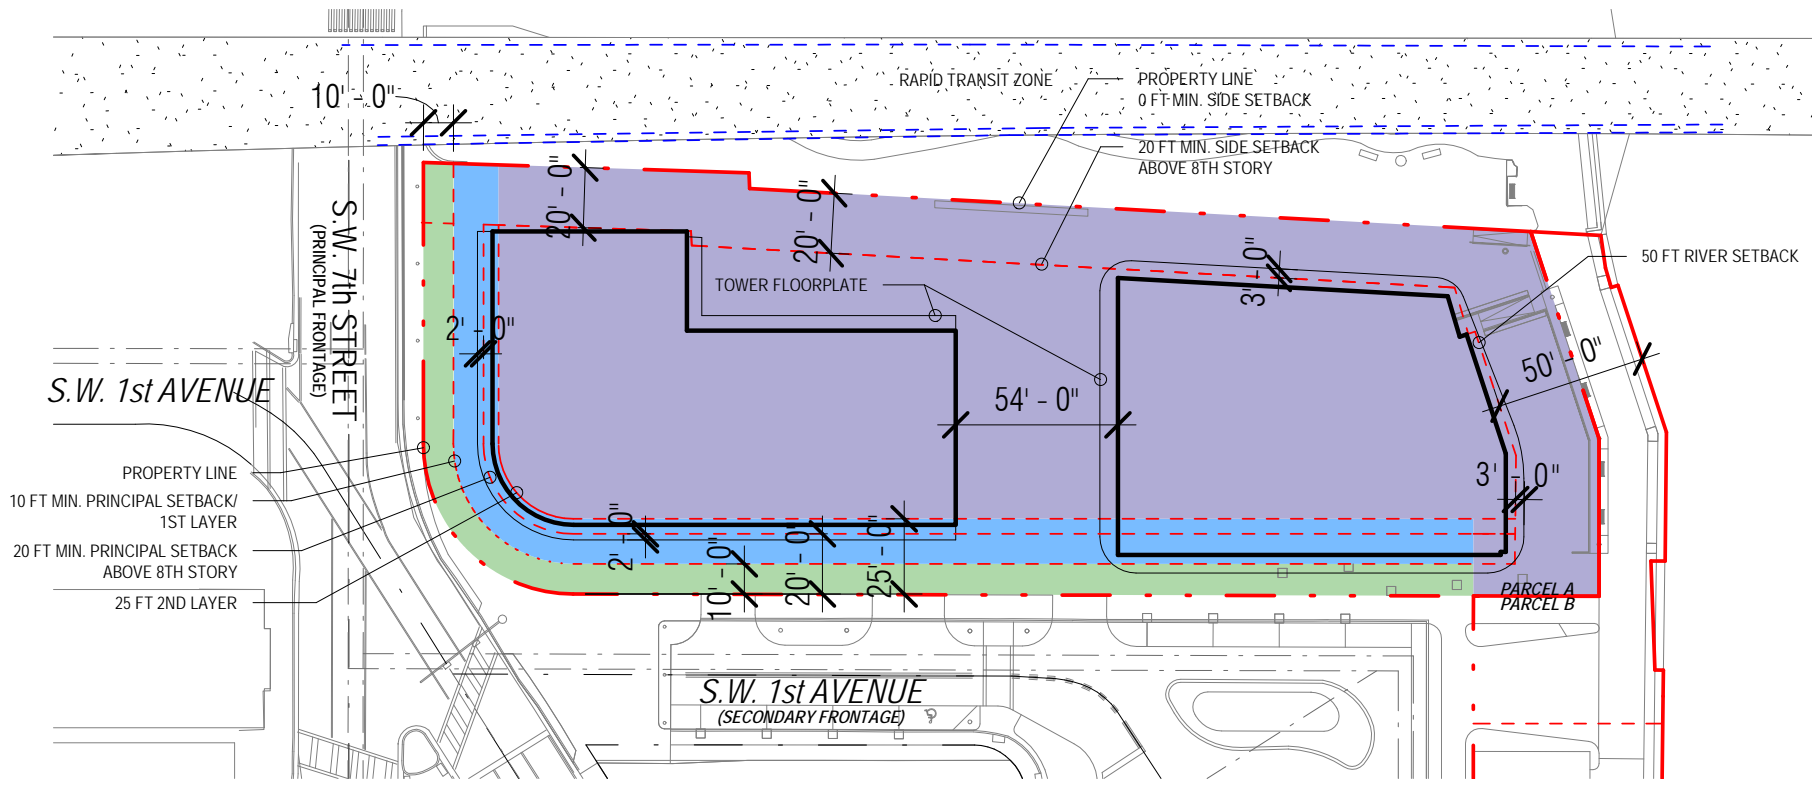 RAPID TRANSIT ZONE
PROPERTY LINE
0 FT MIN. SIDE SETBACK
10' - 0"
20 FT MIN. SIDE SETBACK
ABOVE 8TH STORY
20' - 0"
20' - 0"
S.W. 7th STREET
(PRINCIPAL FRONTAGE)
50 FT RIVER SETBACK
TOWER FLOORPLATE
3' - 0"
2' - 0"
50' - 0"
S.W. 1st AVENUE
54' - 0"
PROPERTY LINE
3' - 0"
10 FT MIN. PRINCIPAL SETBACK/
1ST LAYER
20 FT MIN. PRINCIPAL SETBACK
ABOVE 8TH STORY
2' - 0"
10' - 0"
20' - 0"
25' - 0"
25 FT 2ND LAYER
PARCEL A
PARCEL B
S.W. 1st AVENUE
(SECONDARY FRONTAGE)